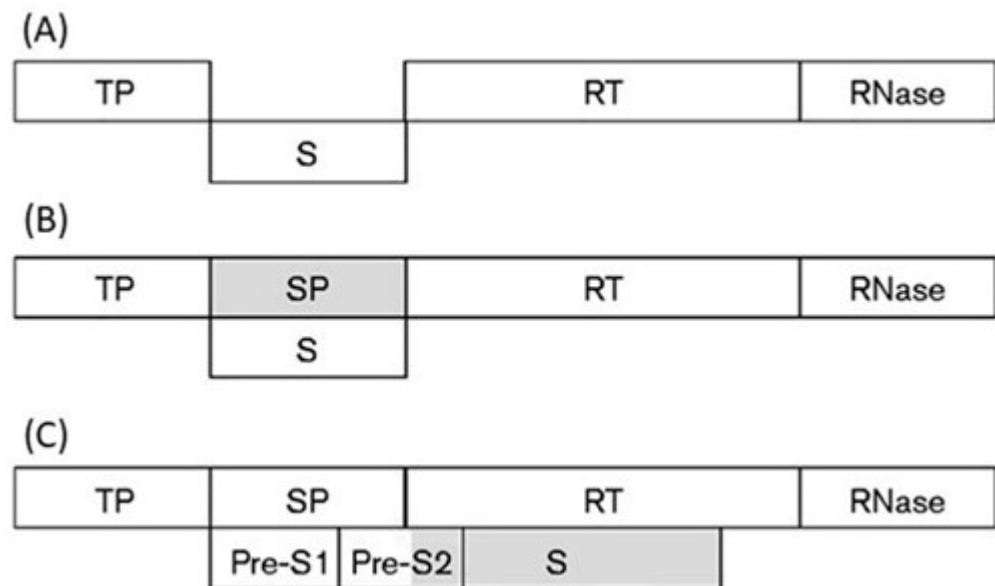 (A)
TP RT RNase
S
(B)
TP SP RT RNase
S
(C)
TP SP RT RNase
Pre-S1 Pre-S2 S